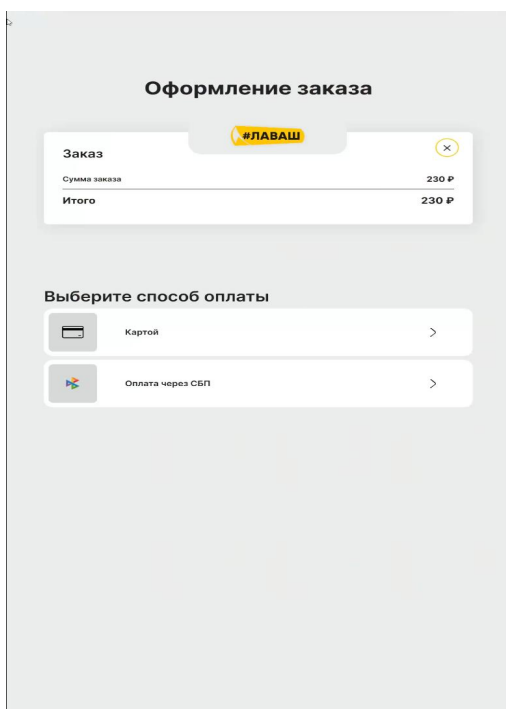 Оформление заказа
#ЛАВАШ
Заказ
Сумма заказа 230 ₽
Итого 230 ₽
Выберите способ оплаты
Картой
Оплата через СБП